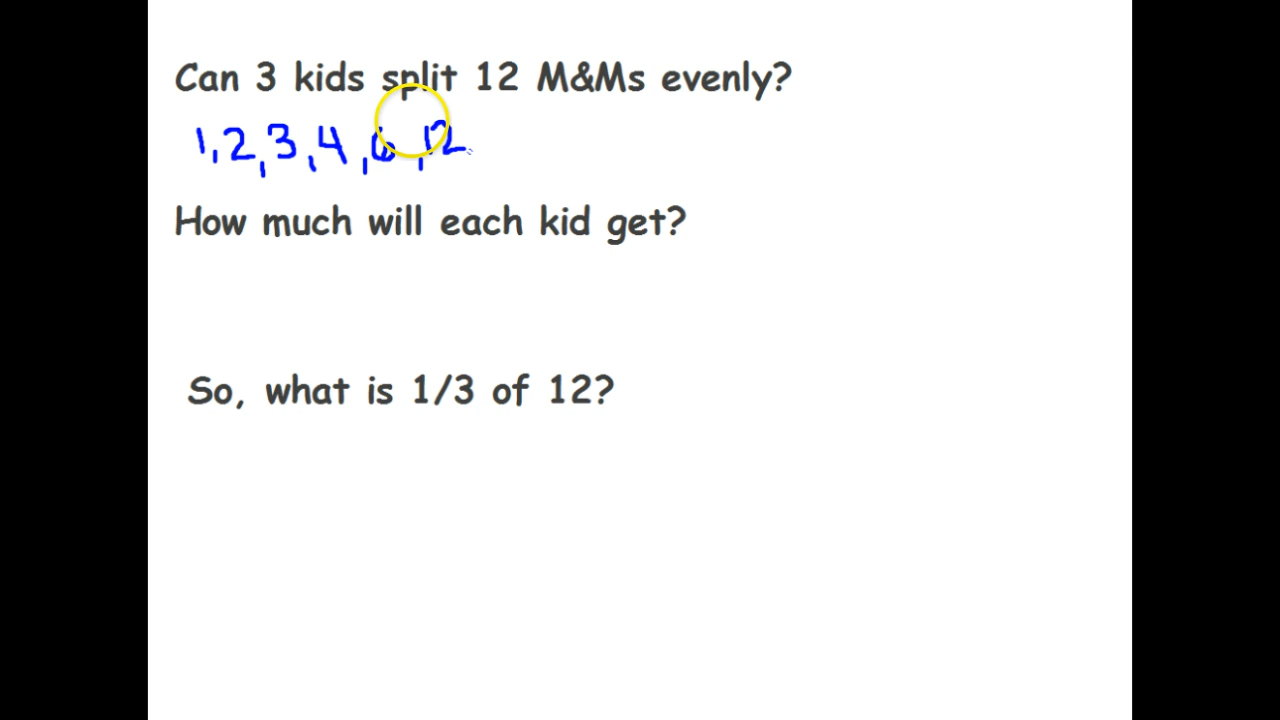 Can 3 kids split 12 M&Ms evenly?
1, 2, 3, 4, 6, 12
How much will each kid get?
So, what is 1/3 of 12?